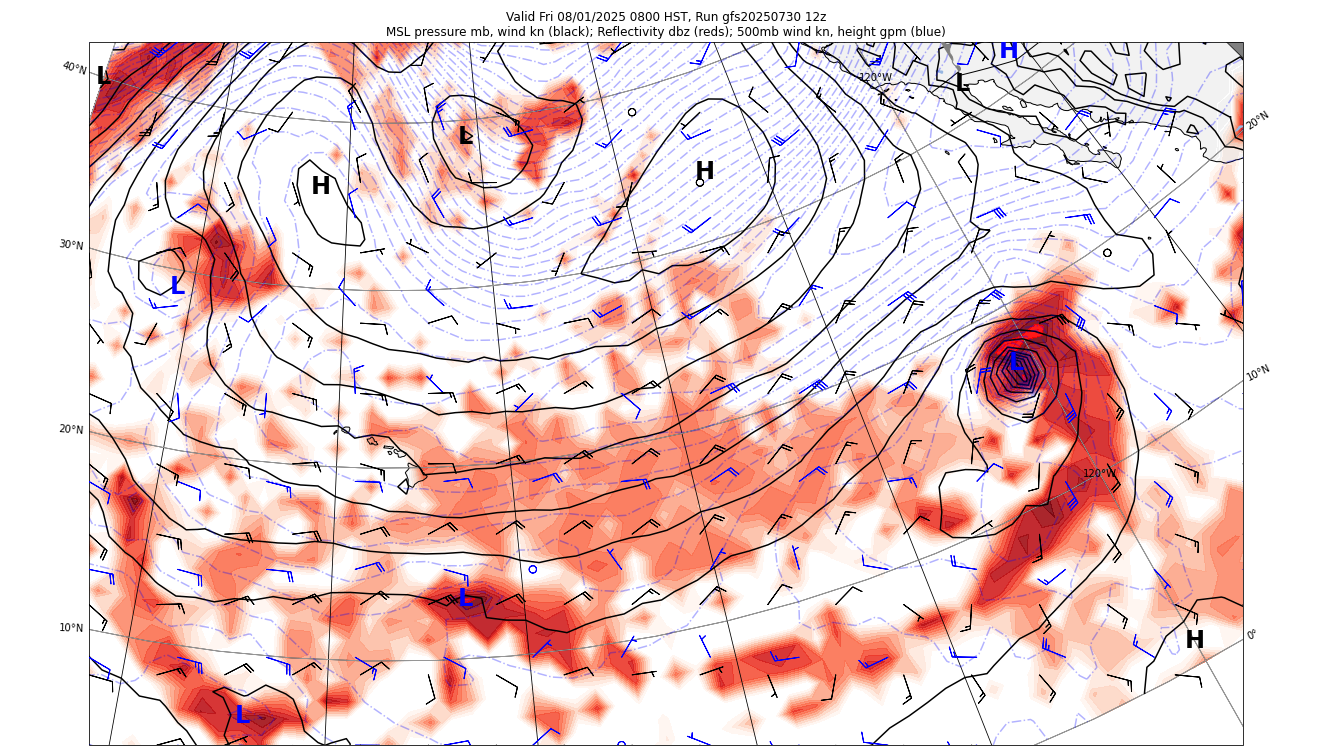 Valid Fri 08/01/2025 0800 HST, Run gfs20250730 12z
MSL pressure mb, wind kn (black); Reflectivity dbz (reds); 500mb wind kn, height gpm (blue)
H
40°N
L
120°W
L
20°N
L
H
H
30°N
L
L
10°N
20°N
120°W
L
10°N
0°
H
L